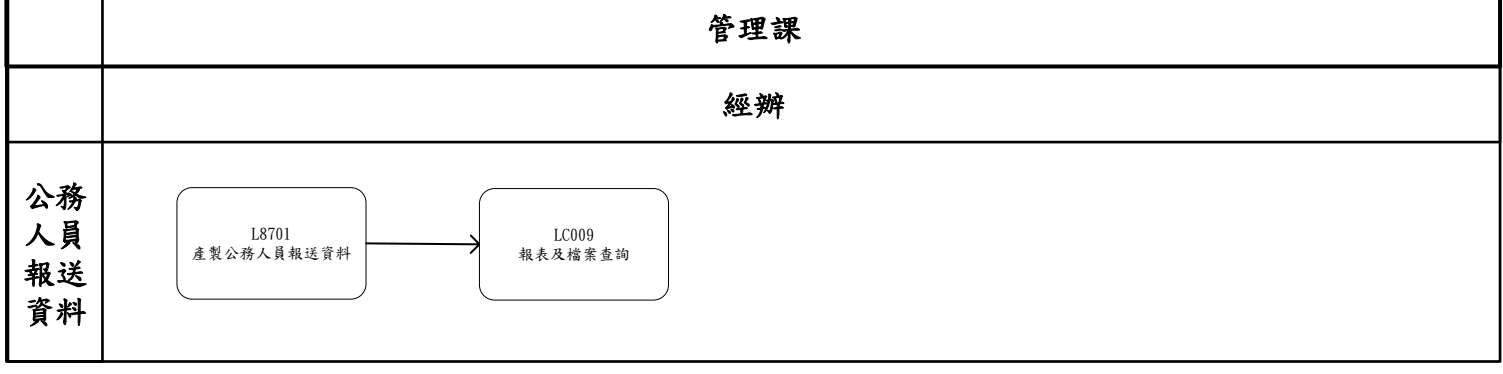 管理課
經辦
公務
人員
報送
資料
L8701
產製公務人員報送資料
LC009
報表及檔案查詢